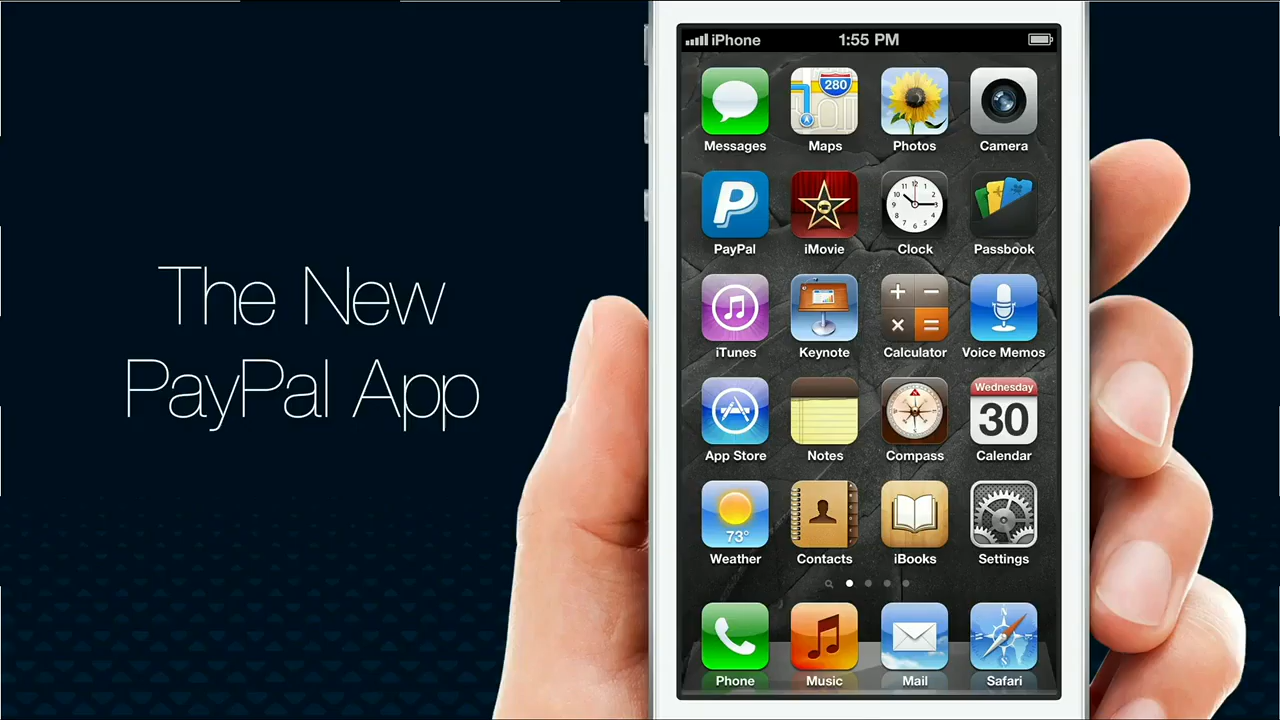 The New
PayPal App
iPhone 1:55 PM
280
Messages Maps Photos Camera
P
PayPal iMovie Clock Passbook
iTunes Keynote Calculator Voice Memos
Wednesday
30
App Store Notes Compass Calendar
73°
Weather Contacts iBooks Settings
Phone Music Mail Safari